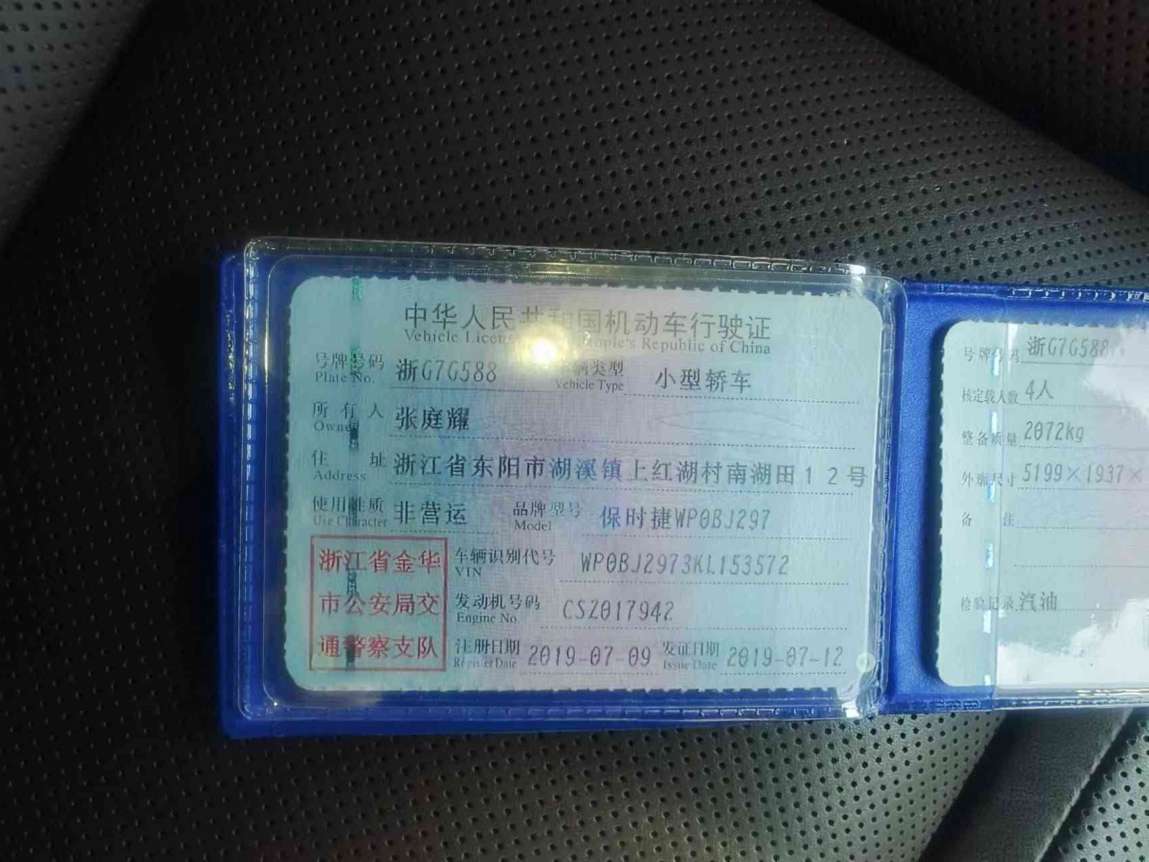 中华人民共和国机动车行驶证
Vehicle License of the People's Republic of China
号牌号码 浙G7G588 车辆类型 小型轿车
Plate No. Vehicle Type
所有人 张庭耀
Owner
住址 浙江省东阳市湖溪镇上红湖村南湖田12号
Address
使用性质 非营运 品牌型号 保时捷WP0BJ297
Use Character Model
浙江省金华
市公安局交
通警察支队
车辆识别代号 WP0BJ2973KL153572
VIN
发动机号码 CSZ017942
Engine No.
注册日期 2019-07-09 发证日期 2019-07-12
Register Date Issue Date
号牌号码 浙G7G588
核定载人数 4人
整备质量 2072kg
外廓尺寸 5199×1937×
备注
检验记录 汽油